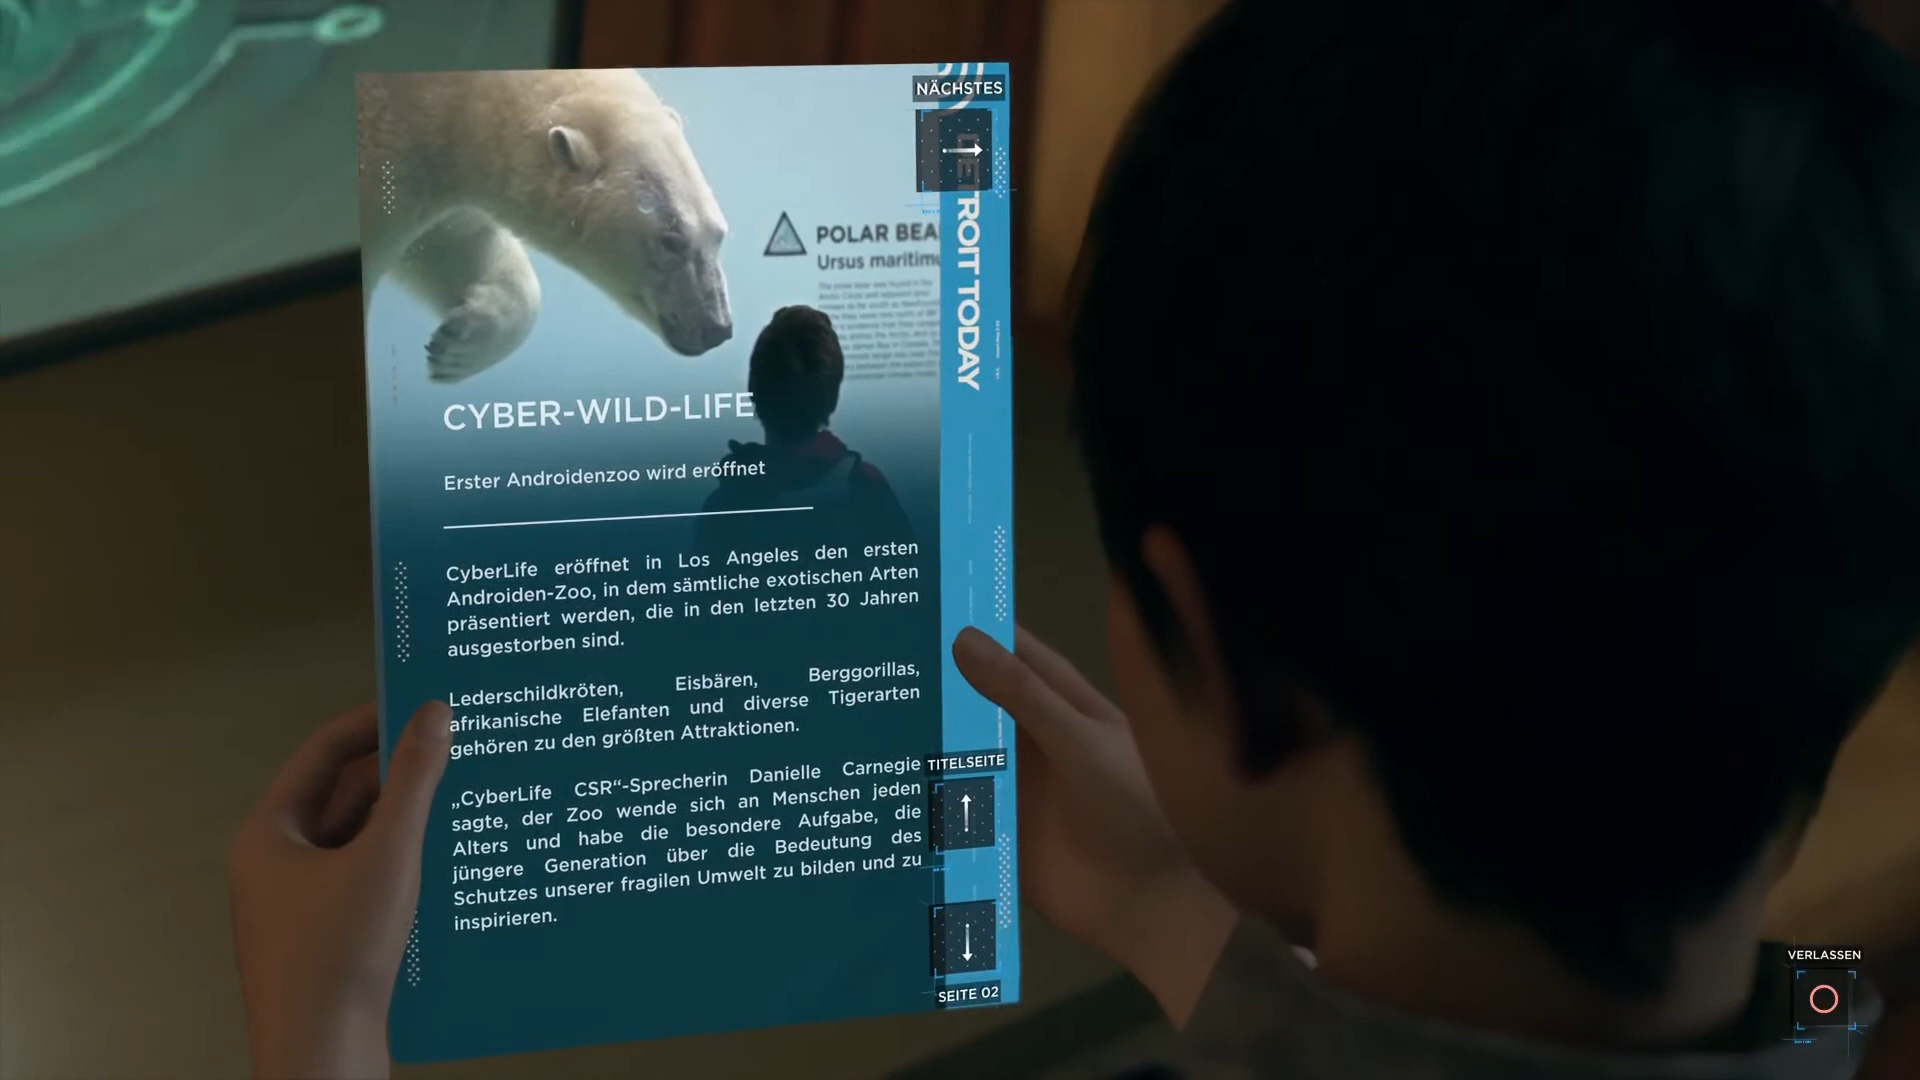 NÄCHSTES
POLAR BEA
Ursus maritimu
TROIT TODAY
CYBER-WILD-LIFE
Erster Androidenzoo wird eröffnet
CyberLife eröffnet in Los Angeles den ersten
Androiden-Zoo, in dem sämtliche exotischen Arten
präsentiert werden, die in den letzten 30 Jahren
ausgestorben sind.
Lederschildkröten, Eisbären, Berggorillas,
afrikanische Elefanten und diverse Tigerarten
gehören zu den größten Attraktionen.
„CyberLife CSR“-Sprecherin Danielle Carnegie
sagte, der Zoo wende sich an Menschen jeden
Alters und habe die besondere Aufgabe, die
jüngere Generation über die Bedeutung des
Schutzes unserer fragilen Umwelt zu bilden und zu
inspirieren.
TITELSEITE
SEITE 02
VERLASSEN